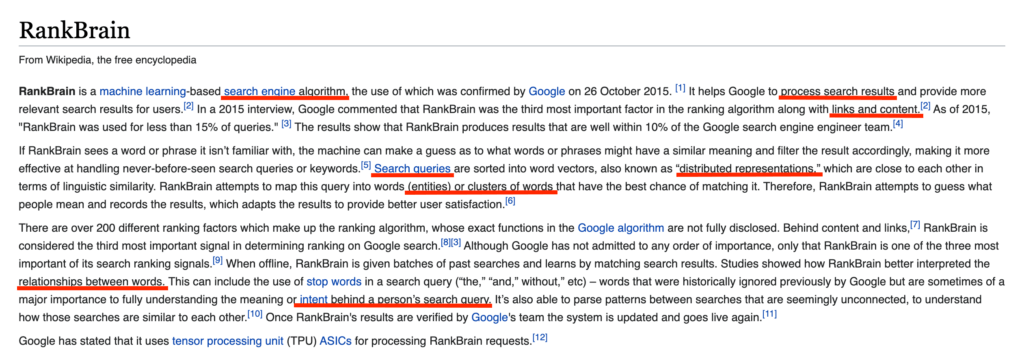 RankBrain
From Wikipedia, the free encyclopedia
RankBrain is a machine learning-based search engine algorithm, the use of which was confirmed by Google on 26 October 2015. [1] It helps Google to process search results and provide more
relevant search results for users.[2] In a 2015 interview, Google commented that RankBrain was the third most important factor in the ranking algorithm along with links and content.[2] As of 2015,
"RankBrain was used for less than 15% of queries." [3] The results show that RankBrain produces results that are well within 10% of the Google search engine engineer team.[4]
If RankBrain sees a word or phrase it isn’t familiar with, the machine can make a guess as to what words or phrases might have a similar meaning and filter the result accordingly, making it more
effective at handling never-before-seen search queries or keywords.[5] Search queries are sorted into word vectors, also known as “distributed representations,” which are close to each other in
terms of linguistic similarity. RankBrain attempts to map this query into words (entities) or clusters of words that have the best chance of matching it. Therefore, RankBrain attempts to guess what
people mean and records the results, which adapts the results to provide better user satisfaction.[6]
There are over 200 different ranking factors which make up the ranking algorithm, whose exact functions in the Google algorithm are not fully disclosed. Behind content and links,[7] RankBrain is
considered the third most important signal in determining ranking on Google search.[8][3] Although Google has not admitted to any order of importance, only that RankBrain is one of the three most
important of its search ranking signals.[9] When offline, RankBrain is given batches of past searches and learns by matching search results. Studies showed how RankBrain better interpreted the
relationships between words. This can include the use of stop words in a search query (“the,” “and,” without,” etc) – words that were historically ignored previously by Google but are sometimes of a
major importance to fully understanding the meaning or intent behind a person’s search query. It’s also able to parse patterns between searches that are seemingly unconnected, to understand
how those searches are similar to each other.[10] Once RankBrain's results are verified by Google's team the system is updated and goes live again.[11]
Google has stated that it uses tensor processing unit (TPU) ASICs for processing RankBrain requests.[12]